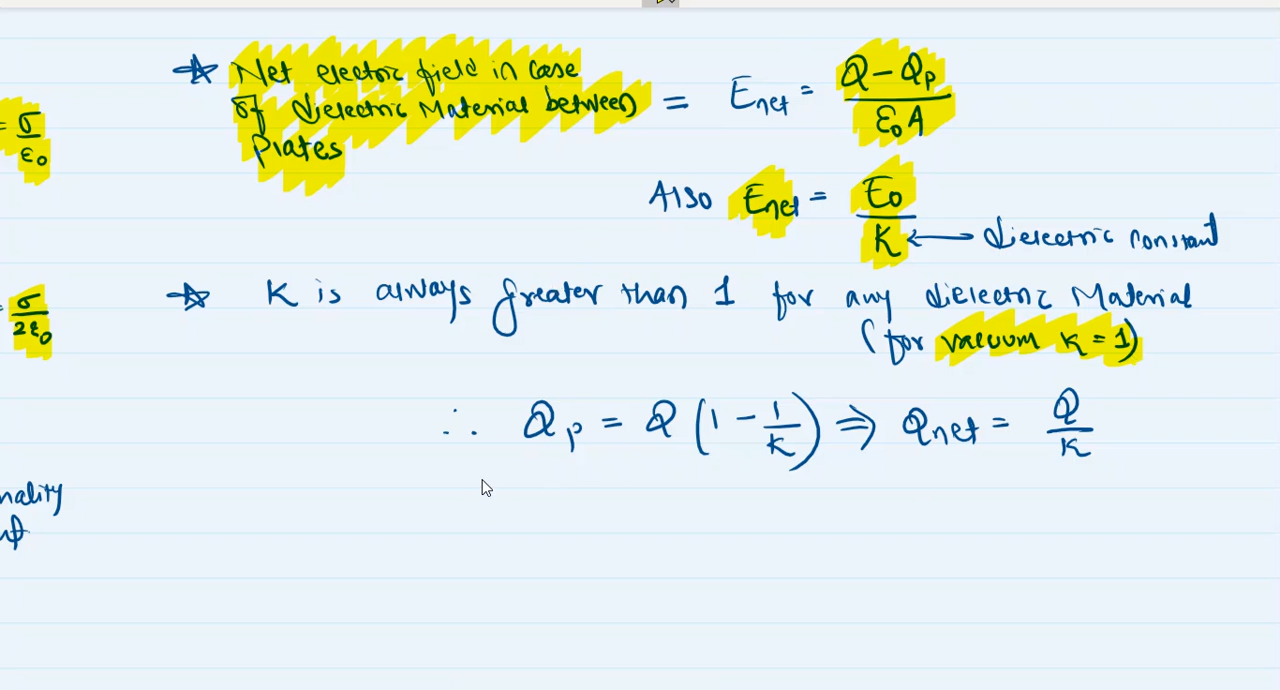 ☆ Net electric field in case
of dielectric Material between = Enet = Q - Qp / ε0 A
Plates
= σ / ε0
Also Enet = E0 / K ← dielectric constant
= σ / 2ε0
☆ K is always greater than 1 for any dielectric Material
(for vacuum K = 1)
∴ Qp = Q (1 - 1/K) ⇒ Qnet = Q / K
nality